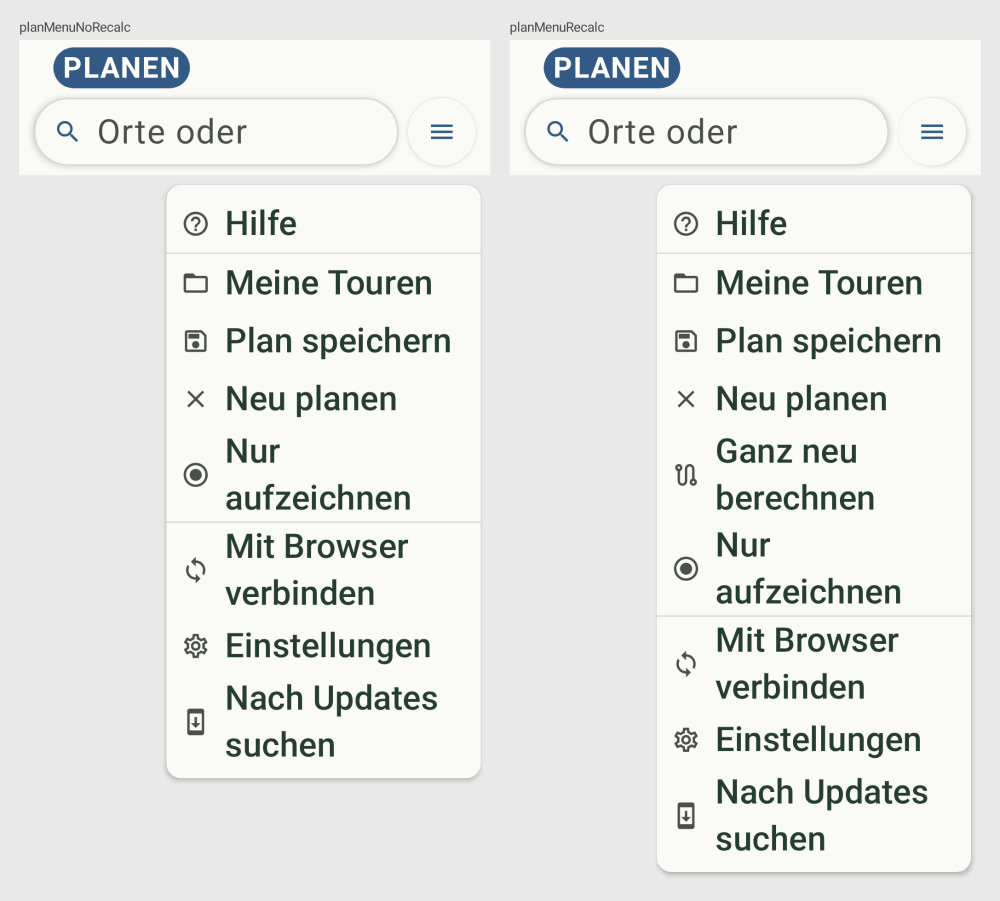 planMenuNoRecalc
PLANEN
Orte oder
Hilfe
Meine Touren
Plan speichern
Neu planen
Nur
aufzeichnen
Mit Browser
verbinden
Einstellungen
Nach Updates
suchen
planMenuRecalc
PLANEN
Orte oder
Hilfe
Meine Touren
Plan speichern
Neu planen
Ganz neu
berechnen
Nur
aufzeichnen
Mit Browser
verbinden
Einstellungen
Nach Updates
suchen